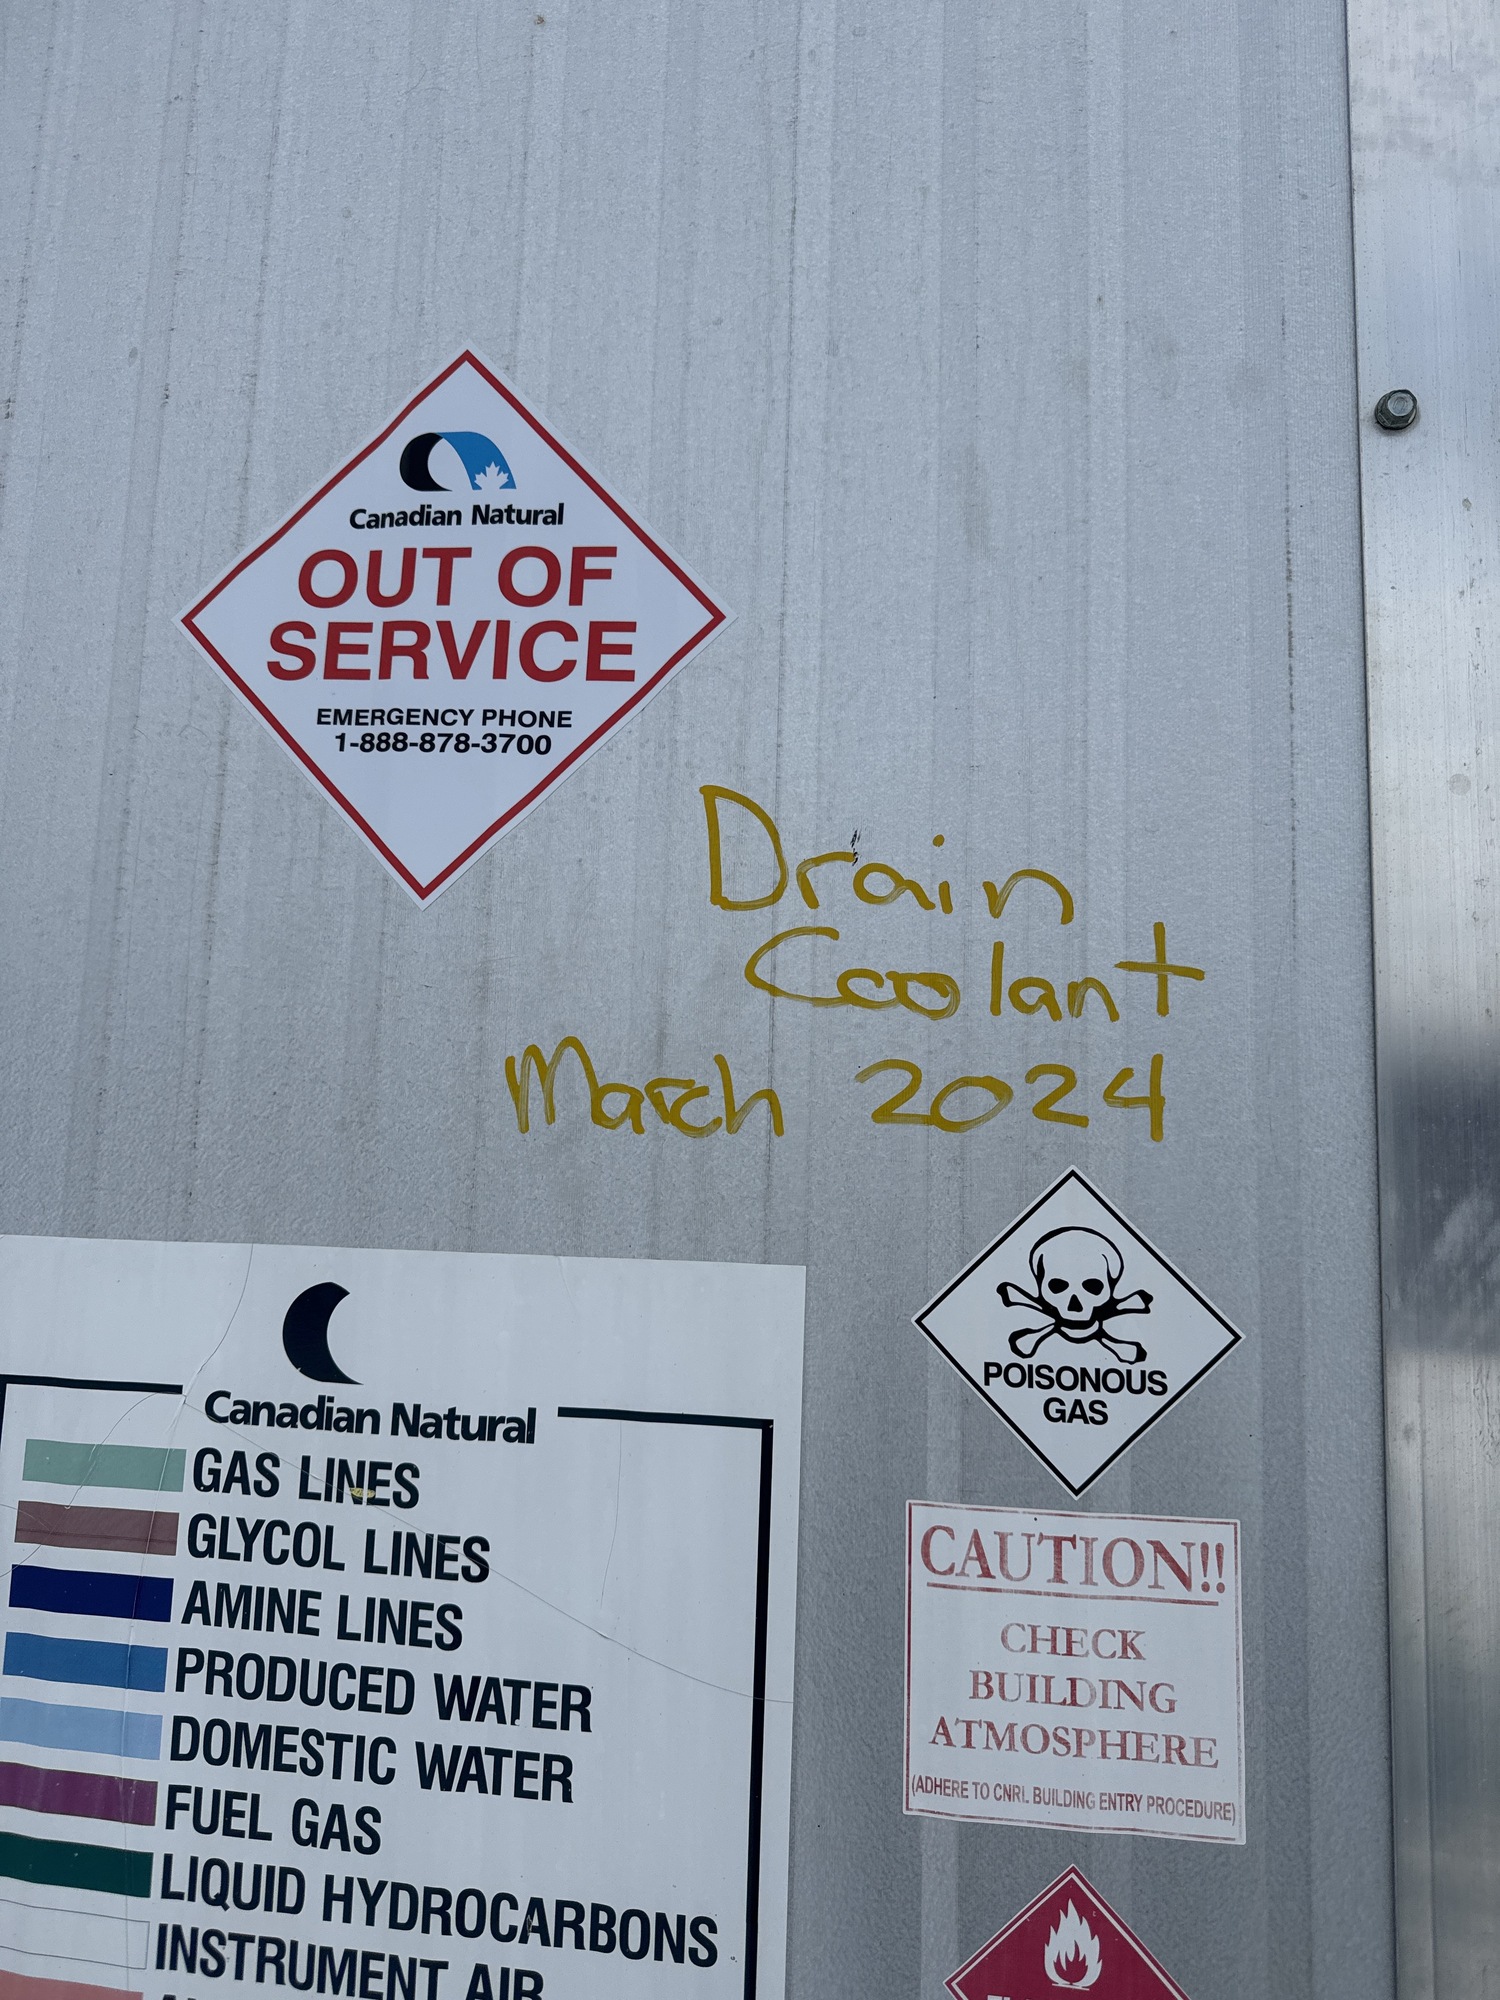 Canadian Natural
OUT OF
SERVICE
EMERGENCY PHONE
1-888-878-3700
Drain
Coolant
March 2024
POISONOUS
GAS
Canadian Natural
GAS LINES
GLYCOL LINES
AMINE LINES
PRODUCED WATER
DOMESTIC WATER
FUEL GAS
LIQUID HYDROCARBONS
INSTRUMENT AIR
CAUTION!!
CHECK
BUILDING
ATMOSPHERE
(ADHERE TO CNRL BUILDING ENTRY PROCEDURE)